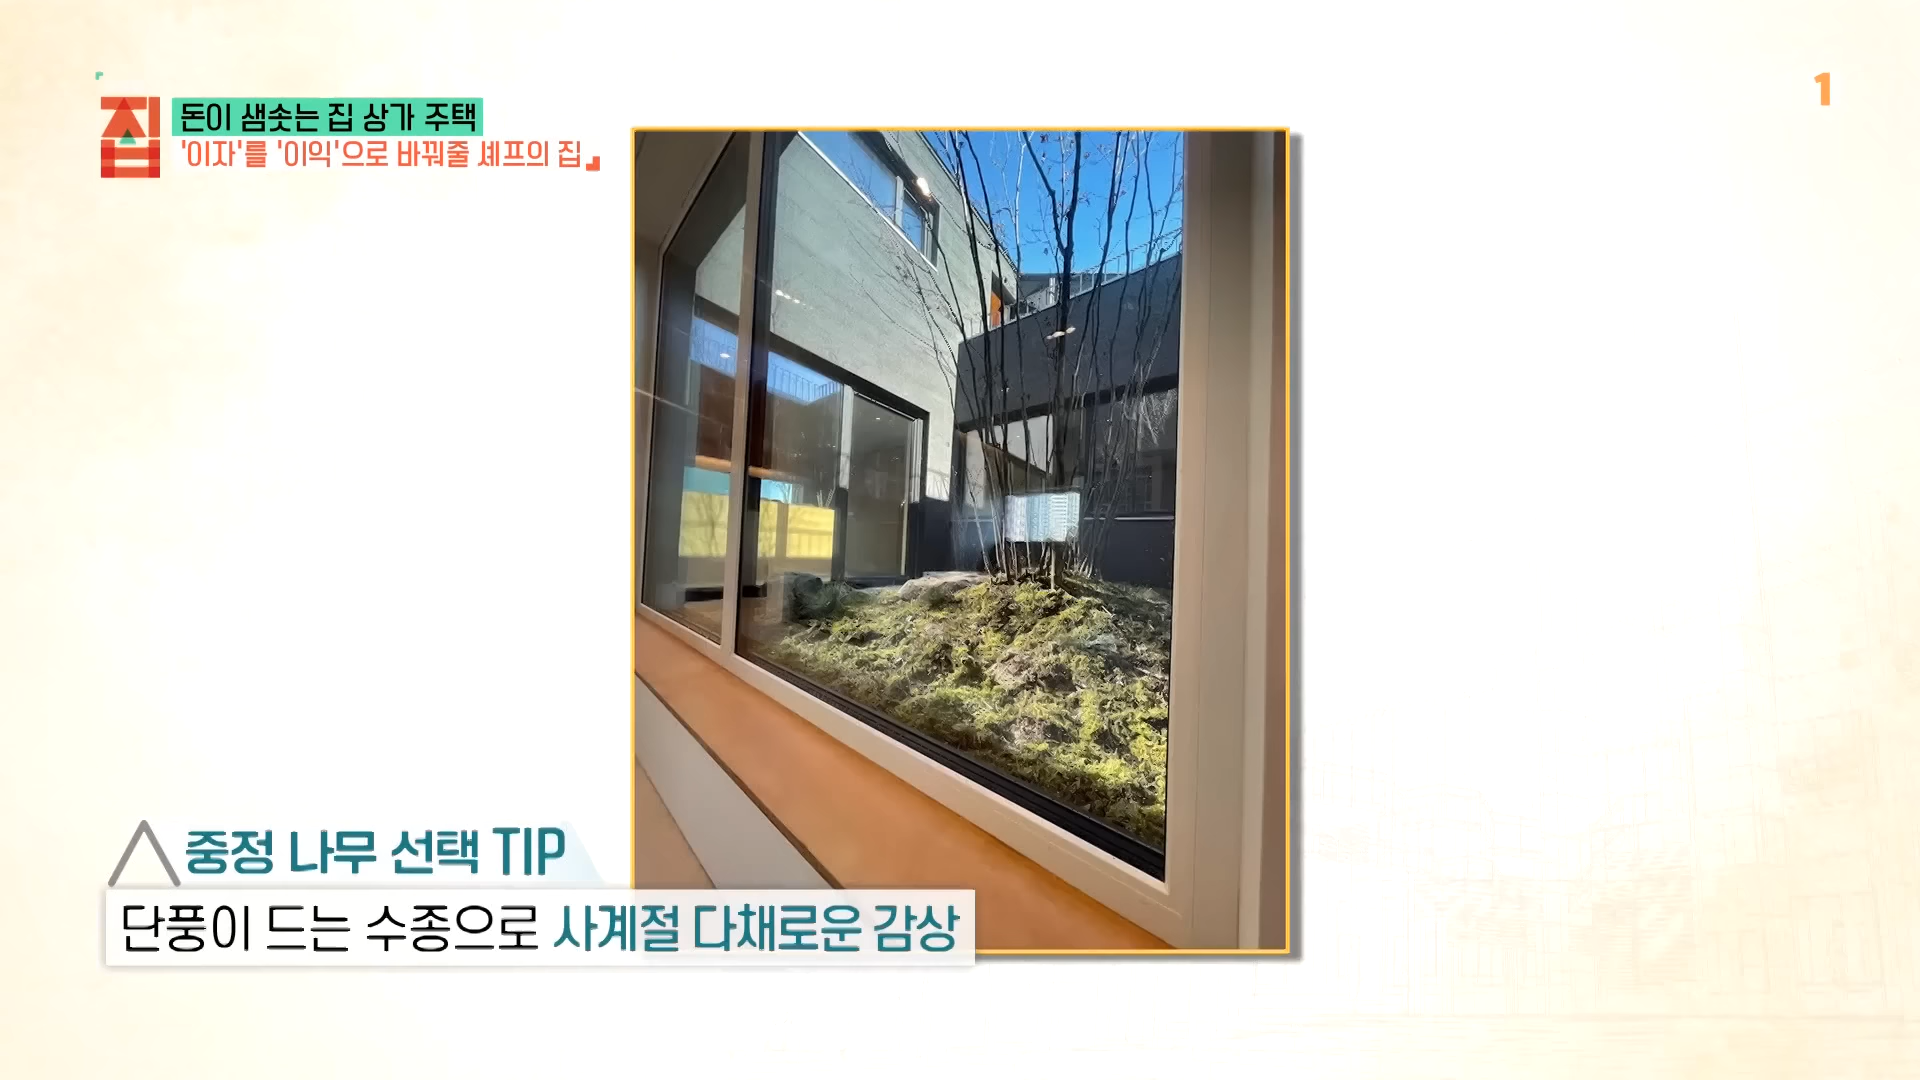 집
돈이 샘솟는 집 상가 주택
'이자'를 '이익'으로 바꿔줄 셰프의 집
1
중정 나무 선택 TIP
단풍이 드는 수종으로 사계절 다채로운 감상